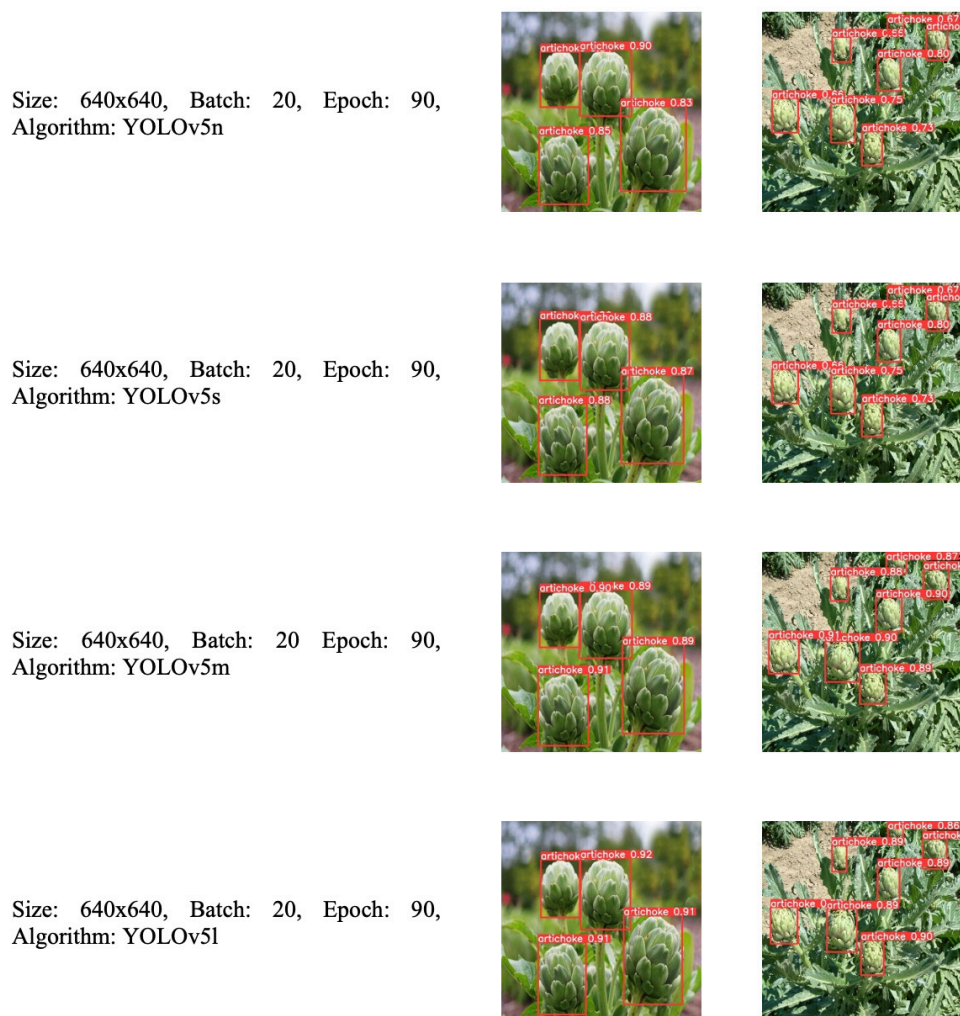 Size: 640x640, Batch: 20, Epoch: 90,
Algorithm: YOLOv5n
artichoke 0.90
artichoke 0.83
artichoke 0.85
0.67
artichoke 0.80
0.75
artichoke 0.73
Size: 640x640, Batch: 20, Epoch: 90,
Algorithm: YOLOv5s
artichoke 0.88
artichoke 0.87
artichoke 0.88
artichoke 0.67
artichoke 0.80
0.75
artichoke 0.73
Size: 640x640, Batch: 20 Epoch: 90,
Algorithm: YOLOv5m
artichoke 0.90
0.89
artichoke 0.89
artichoke 0.91
artichoke 0.87
artichoke 0.88
artichoke 0.90
artichoke 0.91
0.90
artichoke 0.89
Size: 640x640, Batch: 20, Epoch: 90,
Algorithm: YOLOv5l
artichoke 0.92
artichoke 0.91
artichoke 0.91
artichoke 0.86
artichoke 0.89
artichoke 0.89
artichoke
artichoke 0.89
artichoke 0.90